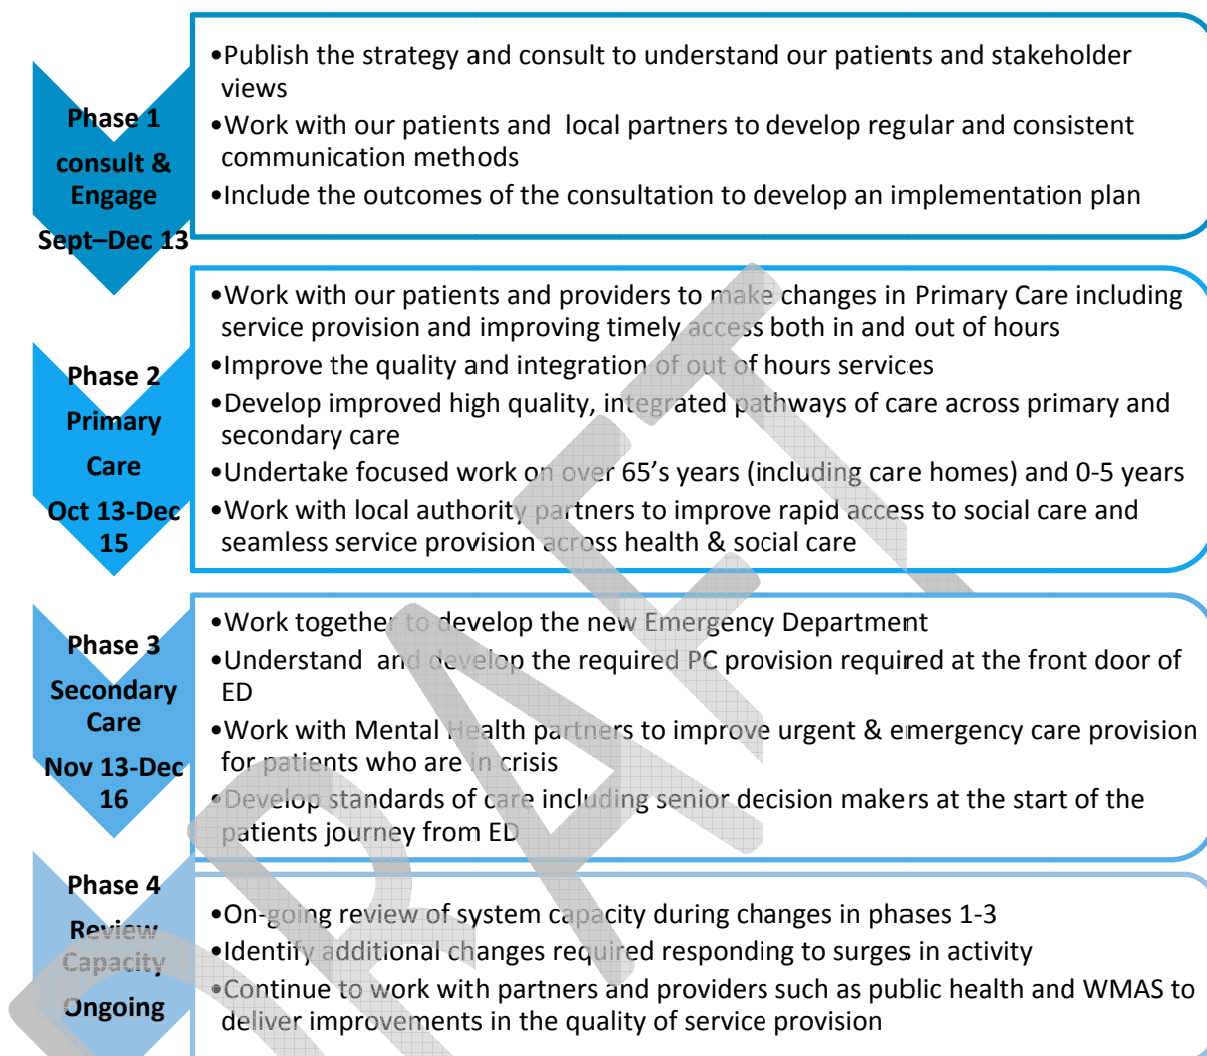 Phase 1
consult &
Engage
Sept–Dec 13
•Publish the strategy and consult to understand our patients and stakeholder
views
•Work with our patients and  local partners to develop regular and consistent
communication methods
•Include the outcomes of the consultation to develop an implementation plan
Phase 2
Primary
Care
Oct 13-Dec
15
•Work with our patients and providers to make changes in Primary Care including
service provision and improving timely access both in and out of hours
•Improve the quality and integration of out of hours services
•Develop improved high quality, integrated pathways of care across primary and
secondary care
•Undertake focused work on over 65's years (including care homes) and 0-5 years
•Work with local authority partners to improve rapid access to social care and
seamless service provision across health & social care
Phase 3
Secondary
Care
Nov 13-Dec
16
•Work together to develop the new Emergency Department
•Understand  and develop the required PC provision required at the front door of
ED
•Work with Mental Health partners to improve urgent & emergency care provision
for patients who are in crisis
•Develop standards of care including senior decision makers at the start of the
patients journey from ED
Phase 4
Review
Capacity
Ongoing
•On-going review of system capacity during changes in phases 1-3
•Identify additional changes required responding to surges in activity
•Continue to work with partners and providers such as public health and WMAS to
deliver improvements in the quality of service provision
DRAFT